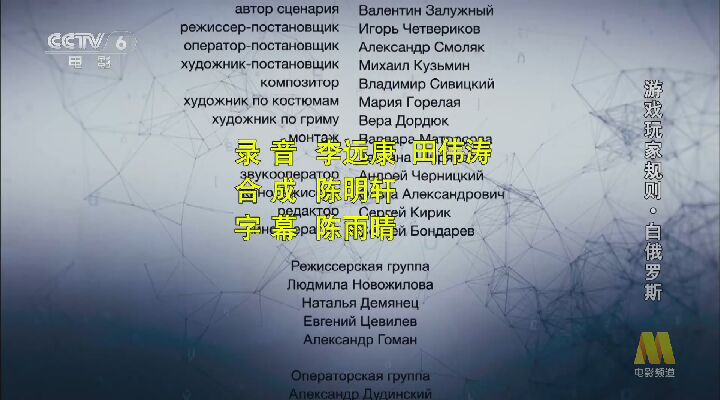 CCTV 6
电影
автор сценария Валентин Залужный
режиссер-постановщик Игорь Четвериков
оператор-постановщик Александр Смоляк
художник-постановщик Михаил Кузьмин
композитор Владимир Сивицкий
художник по костюмам Мария Горелая
художник по гриму Вера Дордюк
монтаж
录音 李远康 田伟涛
звукооператор Андрей Черницкий
合成 陈明轩
Александрович
редактор Сергей Кирик
字幕 陈雨晴
Бондарев
Режиссерская группа
Людмила Новожилова
Наталья Демянец
Евгений Цевилев
Александр Гоман
Операторская группа
Александр Дудинский
游戏玩家规则·白俄罗斯
电影频道